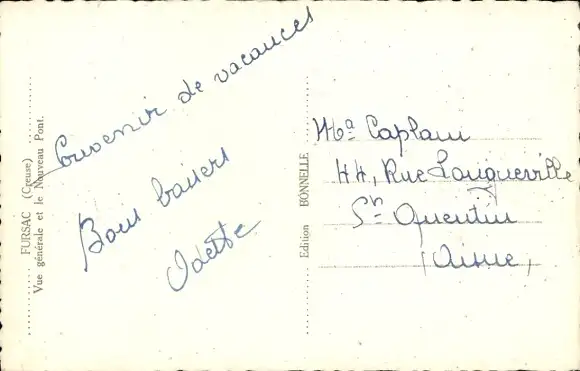 FURSAC (Creuse)
Vue générale et le Nouveau Pont.
Souvenir de vacances
Bons baisers
Odette
Edition BONNELLE
Caplain
44, Rue Longueville
St Quentin
(Aisne)